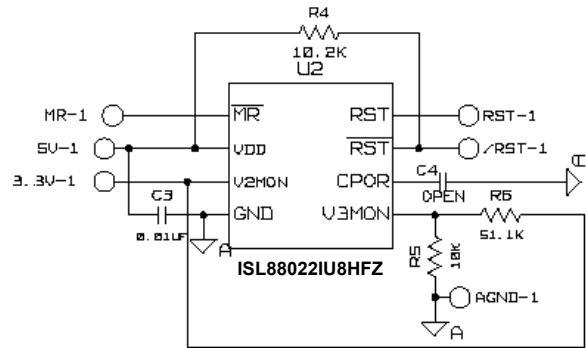 R4
10.2K
U2
MR-1
MR
RST
RST-1
5V-1
VDD
RST
/RST-1
3.3V-1
V2MON
CPOR
C4
OPEN
A
C3
0.01UF
GND
V3MON
R6
51.1K
A
ISL88022IU8HFZ
R5
10K
AGND-1
A